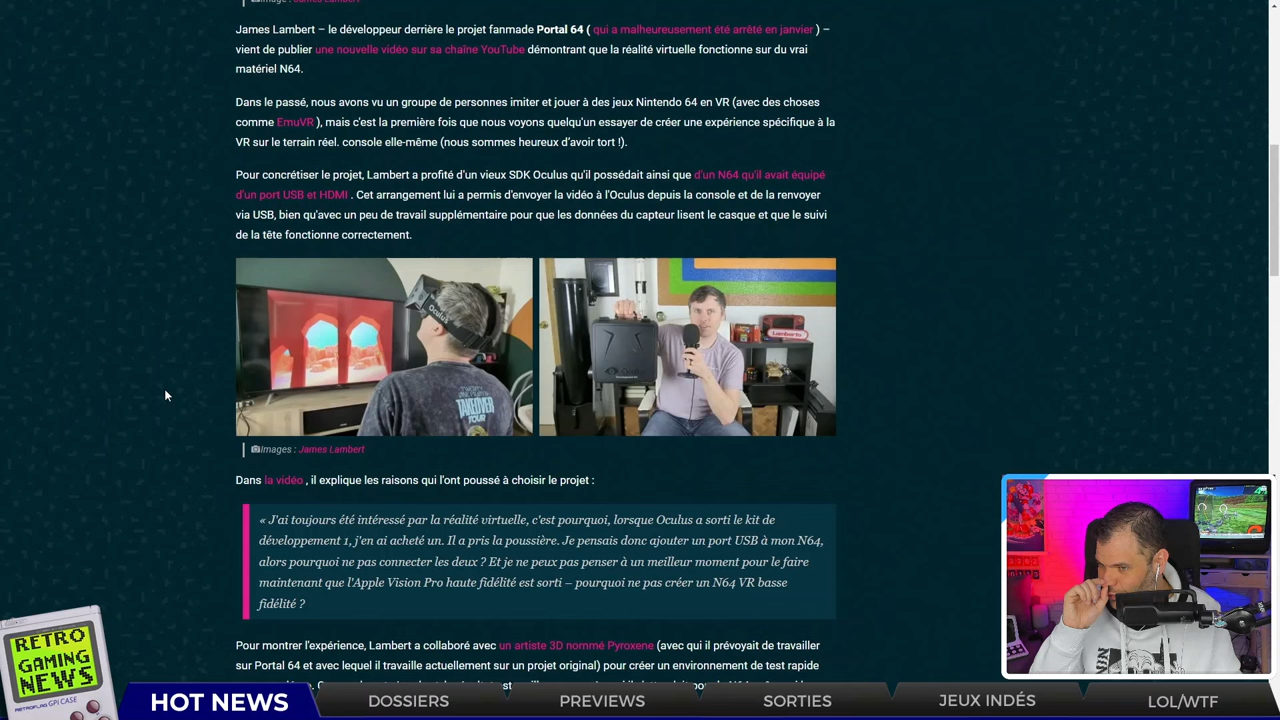 James Lambert – le développeur derrière le projet fanmade Portal 64 ( qui a malheureusement été arrêté en janvier ) –
vient de publier une nouvelle vidéo sur sa chaîne YouTube démontrant que la réalité virtuelle fonctionne sur du vrai
matériel N64.
Dans le passé, nous avons vu un groupe de personnes imiter et jouer à des jeux Nintendo 64 en VR (avec des choses
comme EmuVR ), mais c'est la première fois que nous voyons quelqu'un essayer de créer une expérience spécifique à la
VR sur le terrain réel. console elle-même (nous sommes heureux d'avoir tort !).
Pour concrétiser le projet, Lambert a profité d'un vieux SDK Oculus qu'il possédait ainsi que d'un N64 qu'il avait équipé
d'un port USB et HDMI . Cet arrangement lui a permis d'envoyer la vidéo à l'Oculus depuis la console et de la renvoyer
via USB, bien qu'avec un peu de travail supplémentaire pour que les données du capteur lisent le casque et que le suivi
de la tête fonctionne correctement.
Oculus
TAKEOVER
TOUR
Lamberto
Images : James Lambert
Dans la vidéo , il explique les raisons qui l'ont poussé à choisir le projet :
« J'ai toujours été intéressé par la réalité virtuelle, c'est pourquoi, lorsque Oculus a sorti le kit de
développement 1, j'en ai acheté un. Il a pris la poussière. Je pensais donc ajouter un port USB à mon N64,
alors pourquoi ne pas connecter les deux ? Et je ne peux pas penser à un meilleur moment pour le faire
maintenant que l'Apple Vision Pro haute fidélité est sorti – pourquoi ne pas créer un N64 VR basse
fidélité ?
Pour montrer l'expérience, Lambert a collaboré avec un artiste 3D nommé Pyroxene (avec qui il prévoyait de travailler
sur Portal 64 et avec lequel il travaille actuellement sur un projet original) pour créer un environnement de test rapide
RETRO
GAMING
NEWS
RETROFLAG GPi CASE
HOT NEWS
DOSSIERS
PREVIEWS
SORTIES
JEUX INDÉS
LOL/WTF